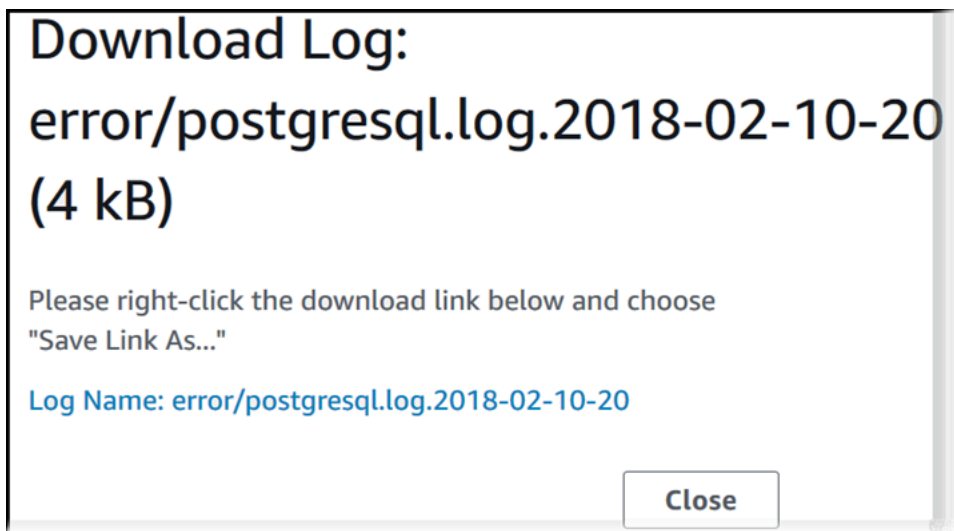 Download Log:
error/postgresql.log.2018-02-10-20
(4 kB)
Please right-click the download link below and choose
"Save Link As..."
Log Name: error/postgresql.log.2018-02-10-20
Close